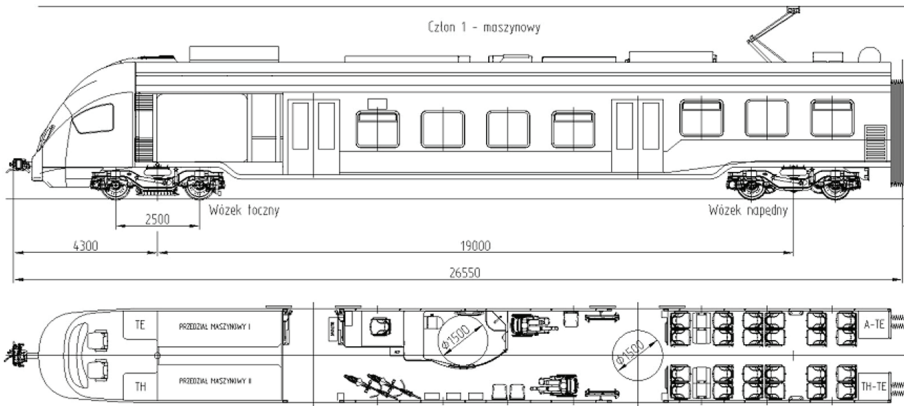 Człon 1 - maszynowy
Wózek toczny
Wózek napędny
2500
4300
19000
26550
TE
PRZEDZIAŁ MASZYNOWY I
Φ1500
Φ1500
A-TE
TH
PRZEDZIAŁ MASZYNOWY II
TH-TE